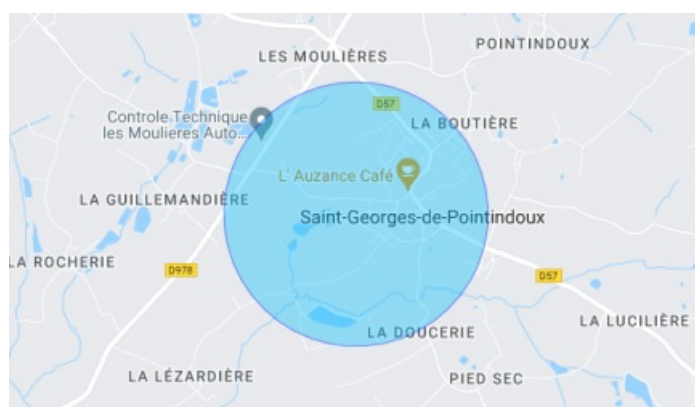 POINTINDOUX
LES MOULIÈRES
D57
Controle Technique
les Moulieres Auto...
LA BOUTIÈRE
L' Auzance Café
LA GUILLEMANDIÈRE
Saint-Georges-de-Pointindoux
LA ROCHERIE
D978
D57
LA LUCILIÈRE
LA DOUCERIE
LA LÉZARDIÈRE
PIED SEC